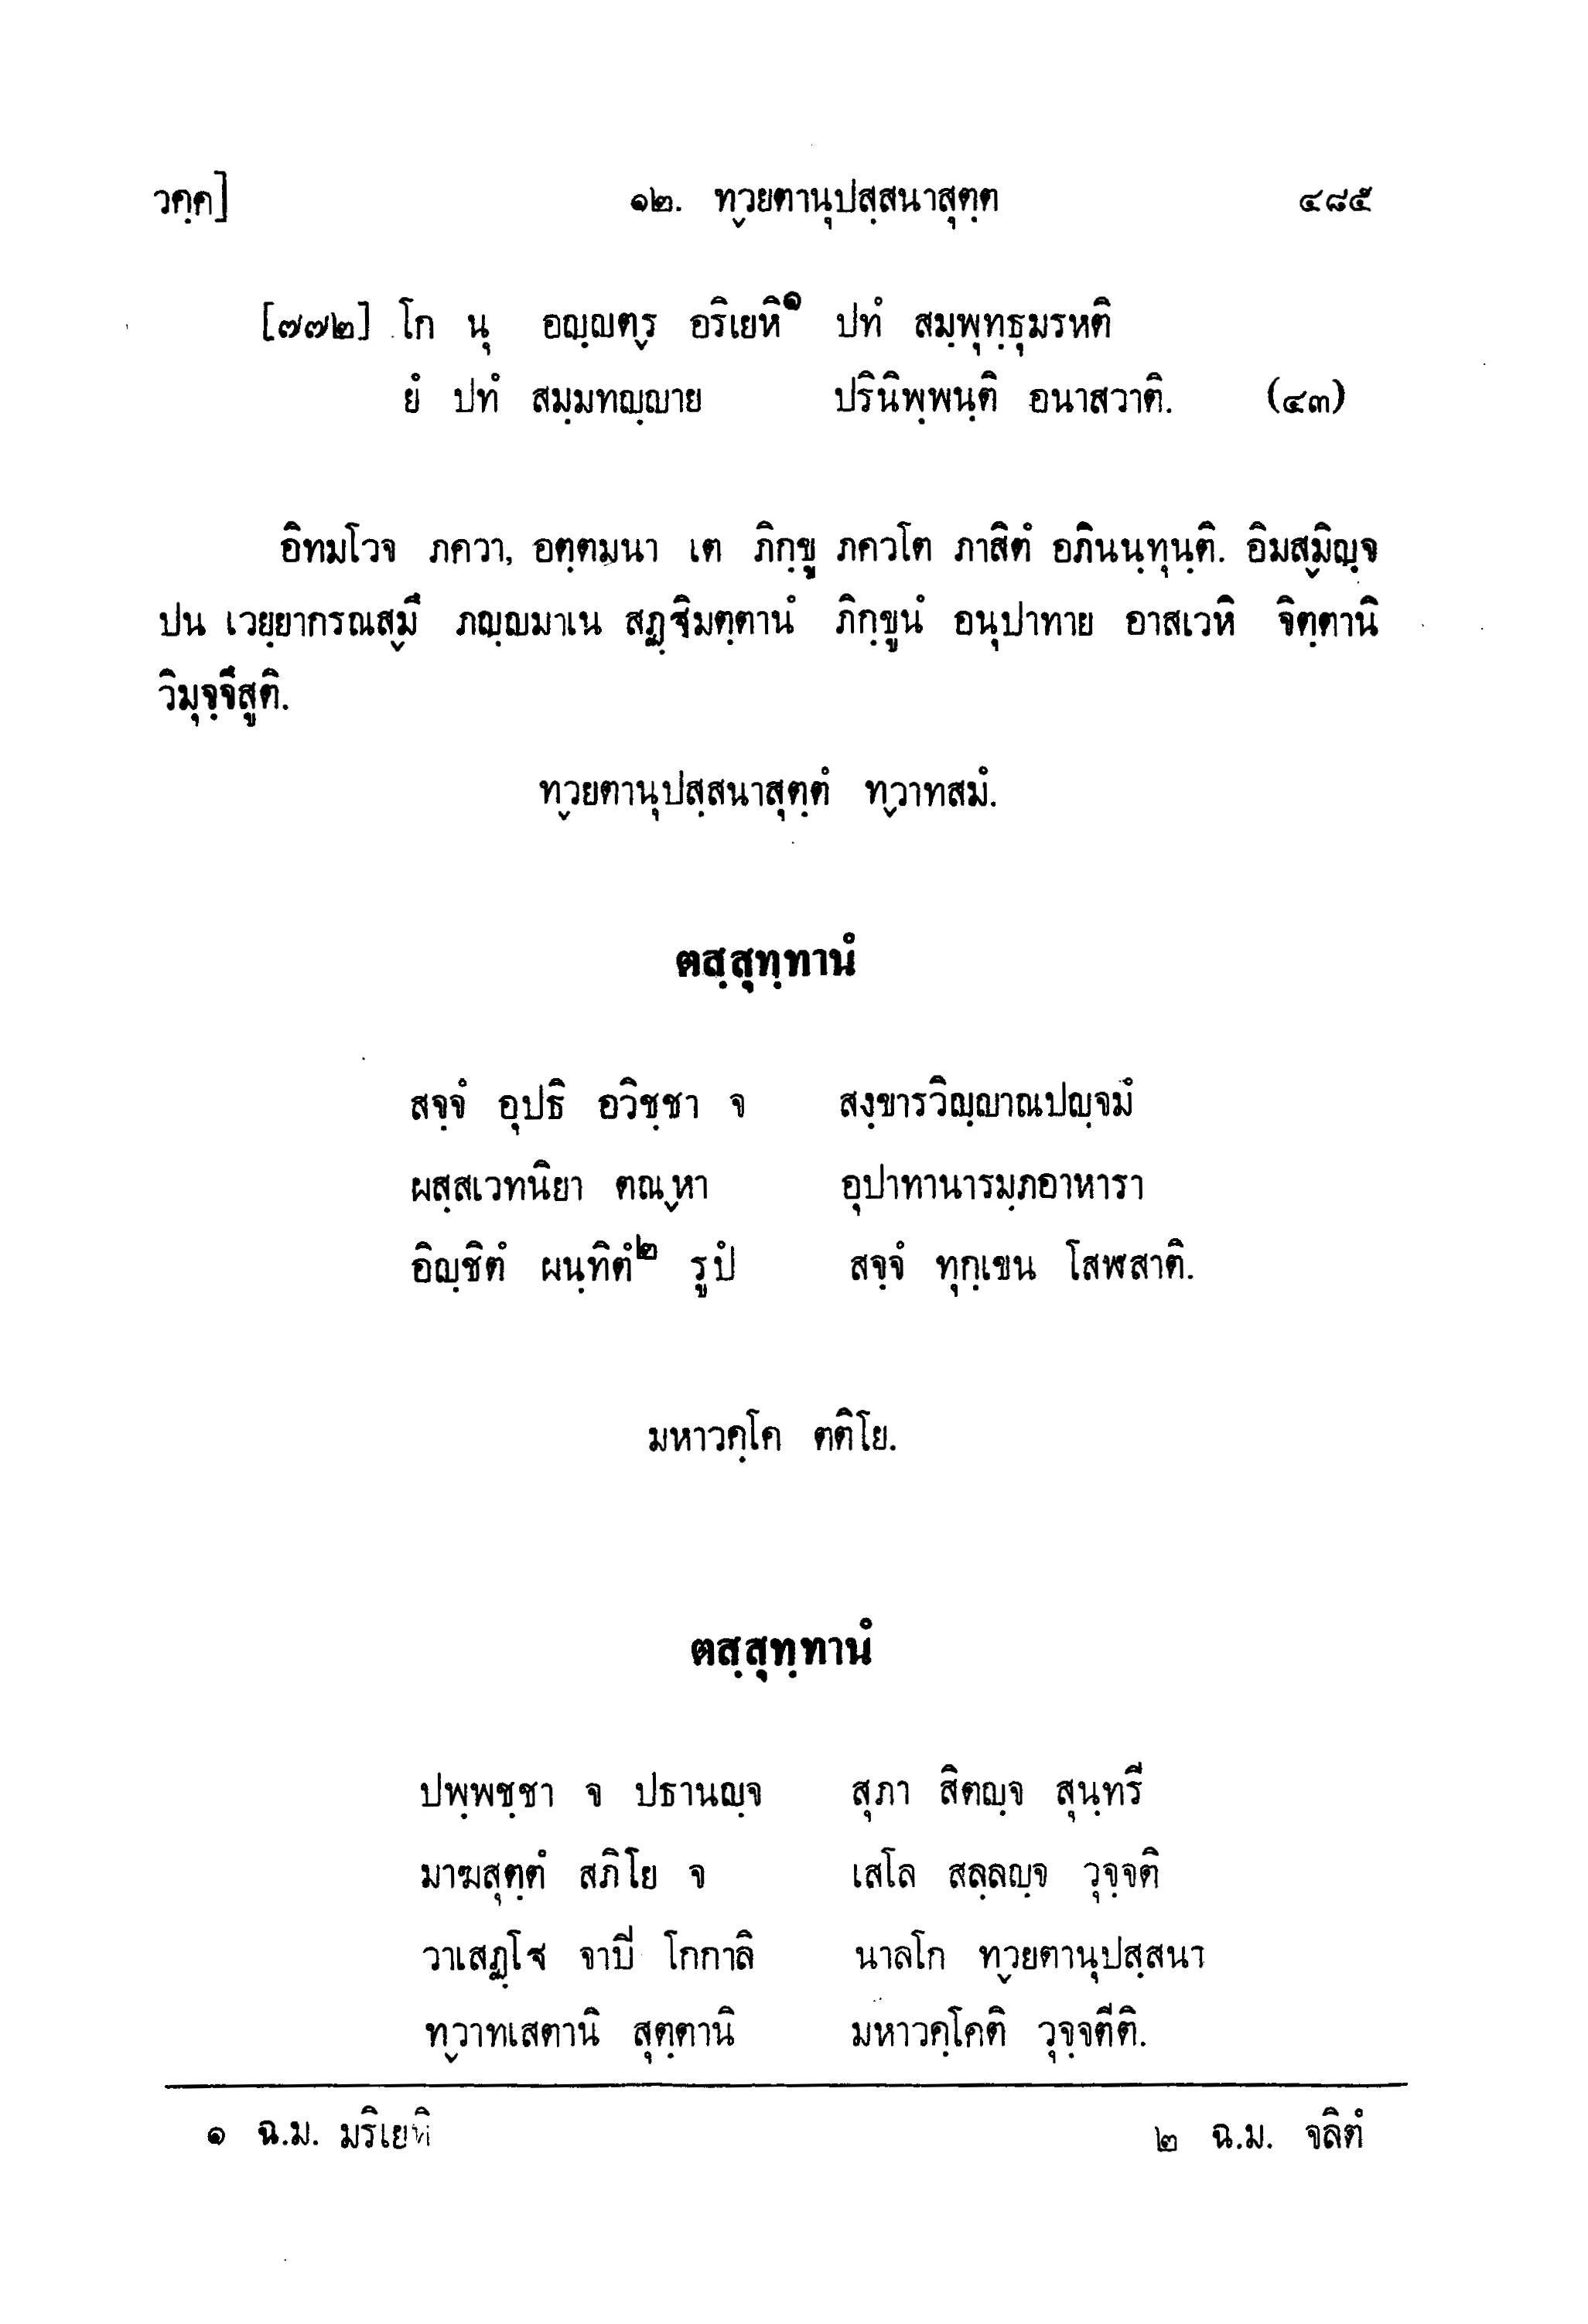 วคฺค] ๑๒. ทฺวยตานุปสฺสนาสุตฺต ๔๘๕
[๗๗๒] โก นุ อญฺญตฺร อริเยหิ๑ ปทํ สมฺพุทฺธุมรหติ
ยํ ปทํ สมฺมทญฺญาย ปรินิพฺพนฺติ อนาสวาติ. (๔๓)
อิทมโวจ ภควา, อตฺตมนา เต ภิกฺขู ภควโต ภาสิตํ อภินนฺทุนฺติ. อิมสฺมิญฺจ
ปน เวยฺยากรณสฺมึ ภญฺญมาเน สฏฺฐิมตฺตานํ ภิกฺขูนํ อนุปาทาย อาสเวหิ จิตฺตานิ
วิมุจฺจึสูติ.
ทฺวยตานุปสฺสนาสุตฺตํ ทฺวาทสมํ.
ตสฺสุทฺทานํ
สจฺจํ อุปธิ อวิชฺชา จ สงฺขารวิญฺญาณปญฺจมํ
ผสฺสเวทนิยา ตณฺหา อุปาทานารมฺภอาหารา
อิญฺชิตํ ผนฺทิตํ๒ รูปํ สจฺจํ ทุกฺเขน โสฬสาติ.
มหาวคฺโค ตติโย.
ตสฺสุทฺทานํ
ปพฺพชฺชา จ ปธานญฺจ สุภา สิตญฺจ สุนฺทรี
มาฆสุตฺตํ สภิโย จ เสโล สลฺลญฺจ วุจฺจติ
วาเสฏฺโฐ จาปี โกกาลิ นาลโก ทฺวยตานุปสฺสนา
ทฺวาทเสตานิ สุตฺตานิ มหาวคฺโคติ วุจฺจตีติ.
๑ ฉ.ม. มริเยหิ ๒ ฉ.ม. จลิตํ